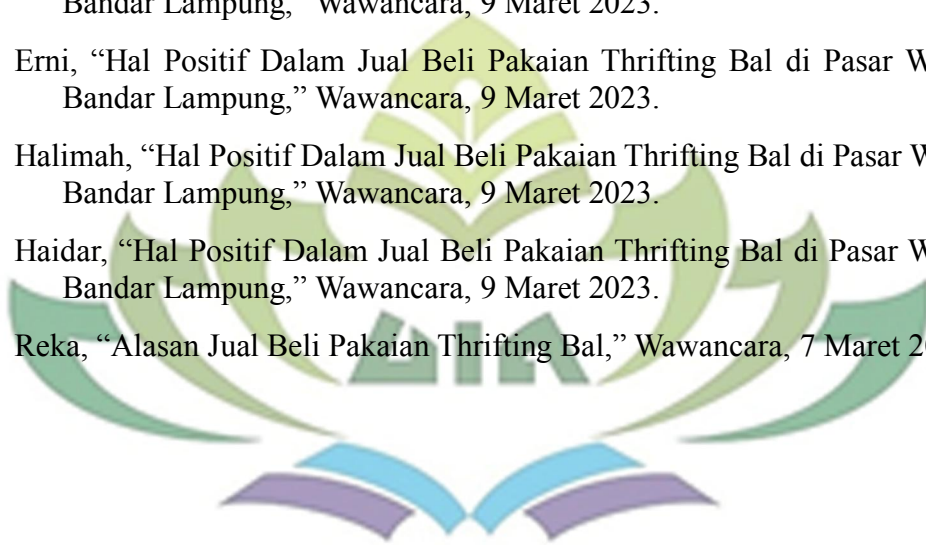 Bandar Lampung,” Wawancara, 9 Maret 2023.
Erni, “Hal Positif Dalam Jual Beli Pakaian Thrifting Bal di Pasar
Bandar Lampung,” Wawancara, 9 Maret 2023.
Halimah, “Hal Positif Dalam Jual Beli Pakaian Thrifting Bal di Pasar
Bandar Lampung,” Wawancara, 9 Maret 2023.
Haidar, “Hal Positif Dalam Jual Beli Pakaian Thrifting Bal di Pasar
Bandar Lampung,” Wawancara, 9 Maret 2023.
Reka, “Alasan Jual Beli Pakaian Thrifting Bal,” Wawancara, 7 Maret